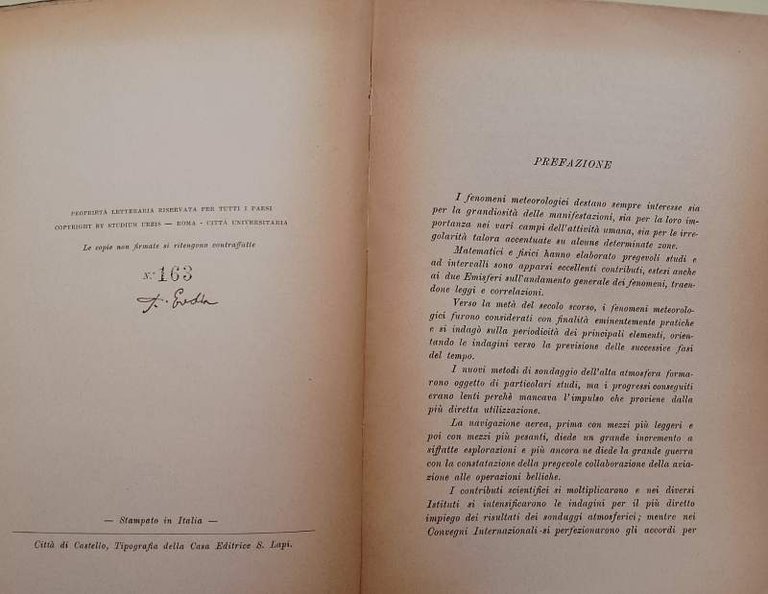 PROPRIETÀ LETTERARIA RISERVATA PER TUTTI I PAESI
COPYRIGHT BY STUDIUM URBIS — ROMA - CITTÀ UNIVERSITARIA
Le copie non firmate si ritengono contraffatte
N.° 163
— Stampato in Italia —
Città di Castello, Tipografia della Casa Editrice S. Lapi.
PREFAZIONE
I fenomeni meteorologici destano sempre interesse sia
per la grandiosità delle manifestazioni, sia per la loro im-
portanza nei vari campi dell'attività umana, sia per le irre-
golarità talora accentuate su alcune determinate zone.
Matematici e fisici hanno elaborato pregevoli studi e
ad intervalli sono apparsi eccellenti contributi, estesi anche
ai due Emisferi sull'andamento generale dei fenomeni, traen-
done leggi e correlazioni.
Verso la metà del secolo scorso, i fenomeni meteorolo-
gici furono considerati con finalità eminentemente pratiche
e si indagò sulla periodicità dei principali elementi, orien-
tando le indagini verso la previsione delle successive fasi
del tempo.
I nuovi metodi di sondaggio dell'alta atmosfera forma-
rono oggetto di particolari studi, ma i progressi conseguiti
erano lenti perchè mancava l'impulso che proviene dalla
più diretta utilizzazione.
La navigazione aerea, prima con mezzi più leggeri e
poi con mezzi più pesanti, diede un grande incremento a
siffatte esplorazioni e più ancora ne diede la grande guerra
con la constatazione della pregevole collaborazione della avia-
zione alle operazioni belliche.
I contributi scientifici si moltiplicarono e nei diversi
Istituti si intensificarono le indagini per il più diretto
impiego dei risultati dei sondaggi atmosferici; mentre nei
Convegni Internazionali si perfezionarono gli accordi per